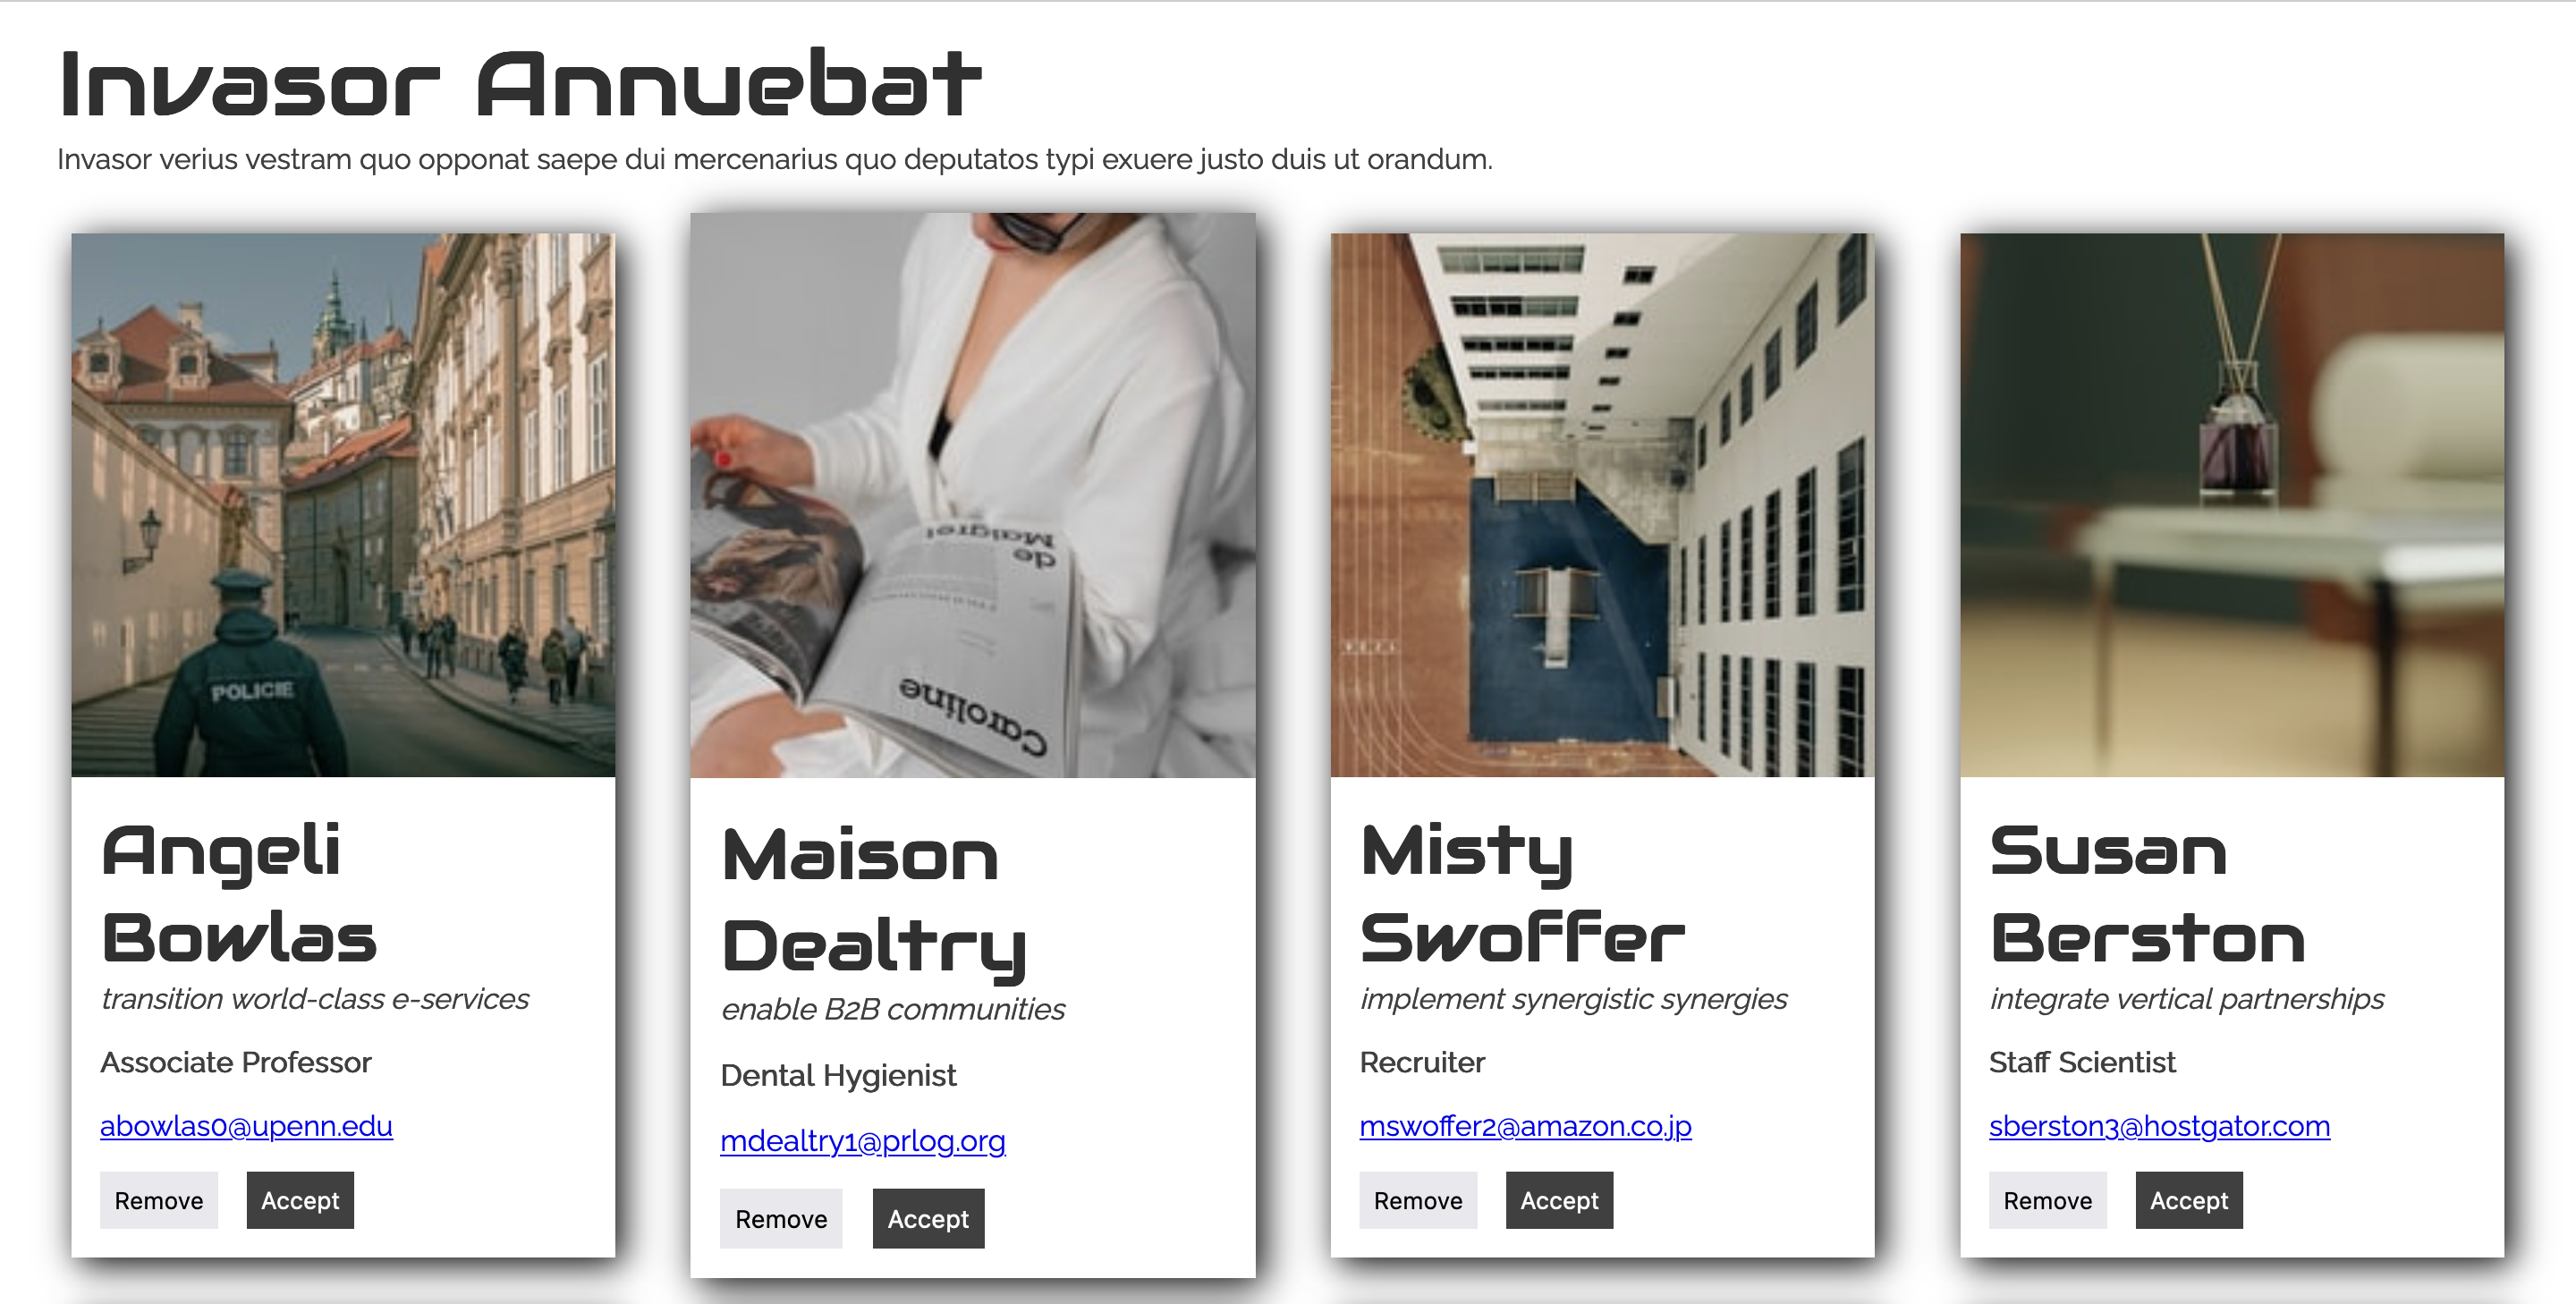 Invasor Annuebat
Invasor verius vestram quo opponat saepe dui mercenarius quo deputatos typi exuere justo duis ut orandum.
POLICIE
Angeli
Bowlas
transition world-class e-services
Associate Professor
abowlas0@upenn.edu
Remove Accept
de
Maigret
Caroline
Maison
Dealtry
enable B2B communities
Dental Hygienist
mdealtry1@prlog.org
Remove Accept
Misty
Swoffer
implement synergistic synergies
Recruiter
mswoffer2@amazon.co.jp
Remove Accept
Susan
Berston
integrate vertical partnerships
Staff Scientist
sberston3@hostgator.com
Remove Accept